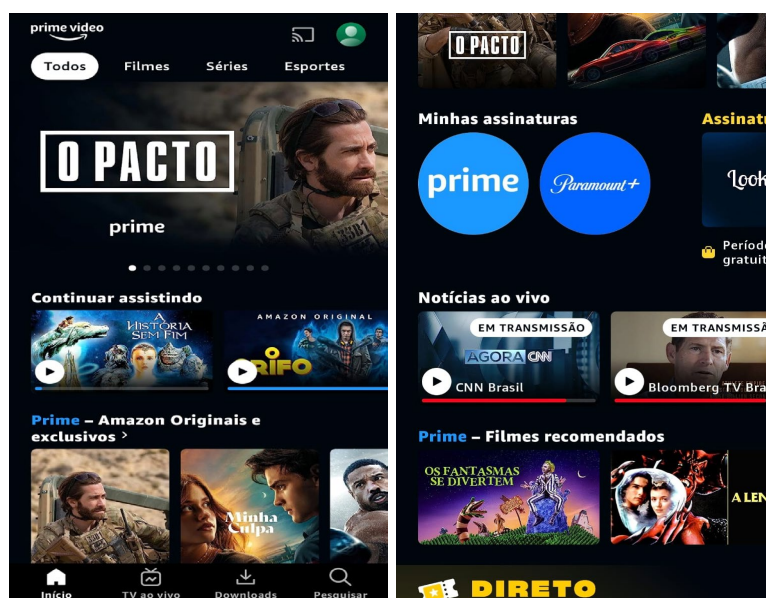 prime video
Todos
Filmes
Séries
Esportes
O PACTO
prime
Continuar assistindo
A
HISTÓRIA
SEM FIM
AMAZON ORIGINAL
RIFO
Prime – Amazon Originais e
exclusivos >
Minha
Culpa
Início
TV ao vivo
Downloads
Pesquisar
O PACTO
Minhas assinaturas
Assinatu
prime
Paramount+
Look
Períod
gratuit
Notícias ao vivo
EM TRANSMISSÃO
AGORA CNN
CNN Brasil
EM TRANSMISSÃ
Bloomberg TV Bra
Prime – Filmes recomendados
OS FANTASMAS
SE DIVERTEM
A LEN
DIRETO